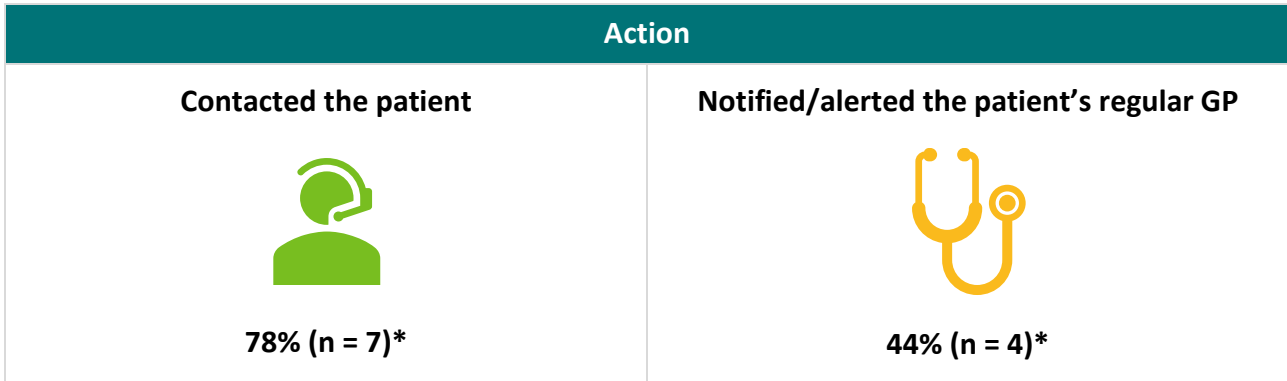 Action
Contacted the patient
Notified/alerted the patient’s regular GP
78% (n = 7)*
44% (n = 4)*